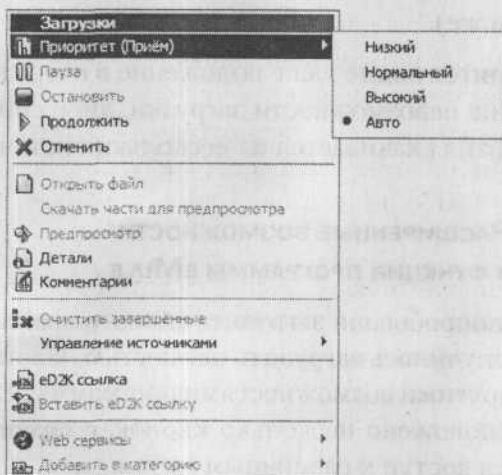 Загрузки
Приоритет (Приём)
Низкий
Пауза
Нормальный
Остановить
Высокий
Продолжить
Авто
Отменить
Открыть файл
Скачать части для предпросмотра
Предпросмотр
Детали
Комментарии
Очистить завершенные
Управление источниками
eD2K ссылка
Вставить eD2K ссылку
Web сервисы
Добавить в категорию